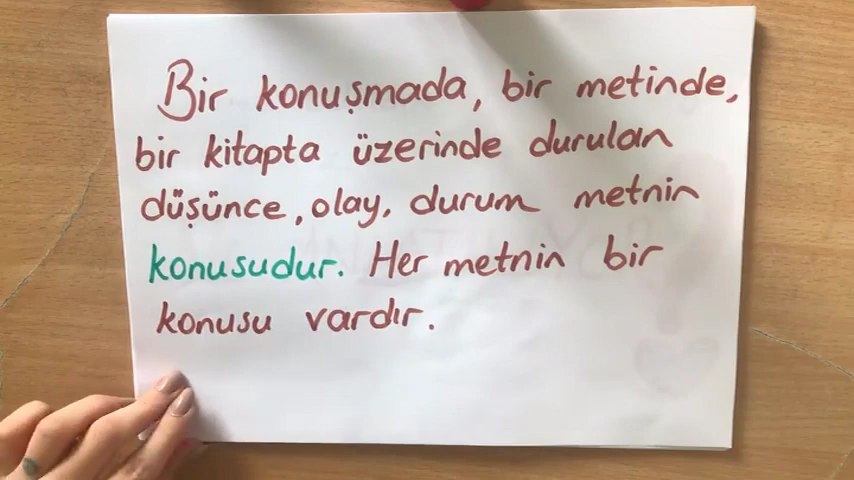 Bir konuşmada, bir metinde,
bir kitapta üzerinde durulan
düşünce, olay, durum metnin
konusudur. Her metnin bir
konusu vardır.